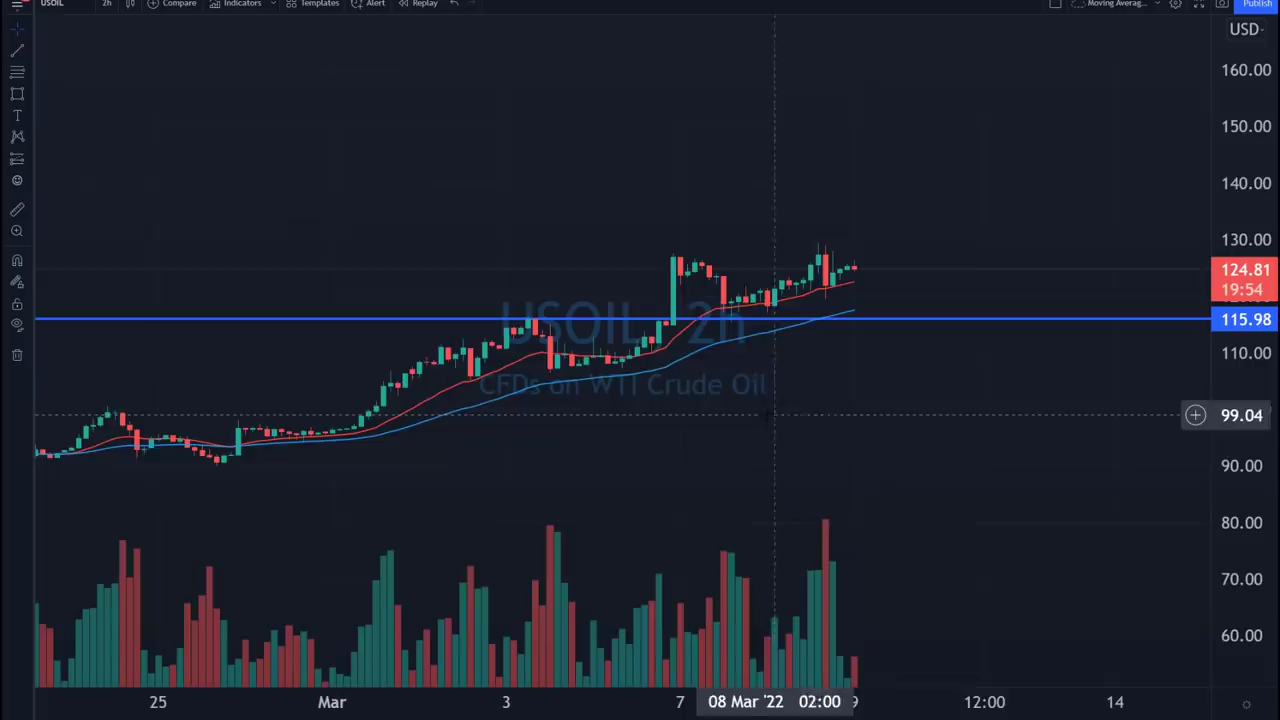 USOIL 2h Compare Indicators Templates Alert Replay Moving Averag... Publish
USD
160.00
150.00
140.00
130.00
124.81
19:54
USOIL, 2h
115.98
110.00
CFDs on WTI Crude Oil
99.04
90.00
80.00
70.00
60.00
25 Mar 3 7 08 Mar '22 02:00 9 12:00 14